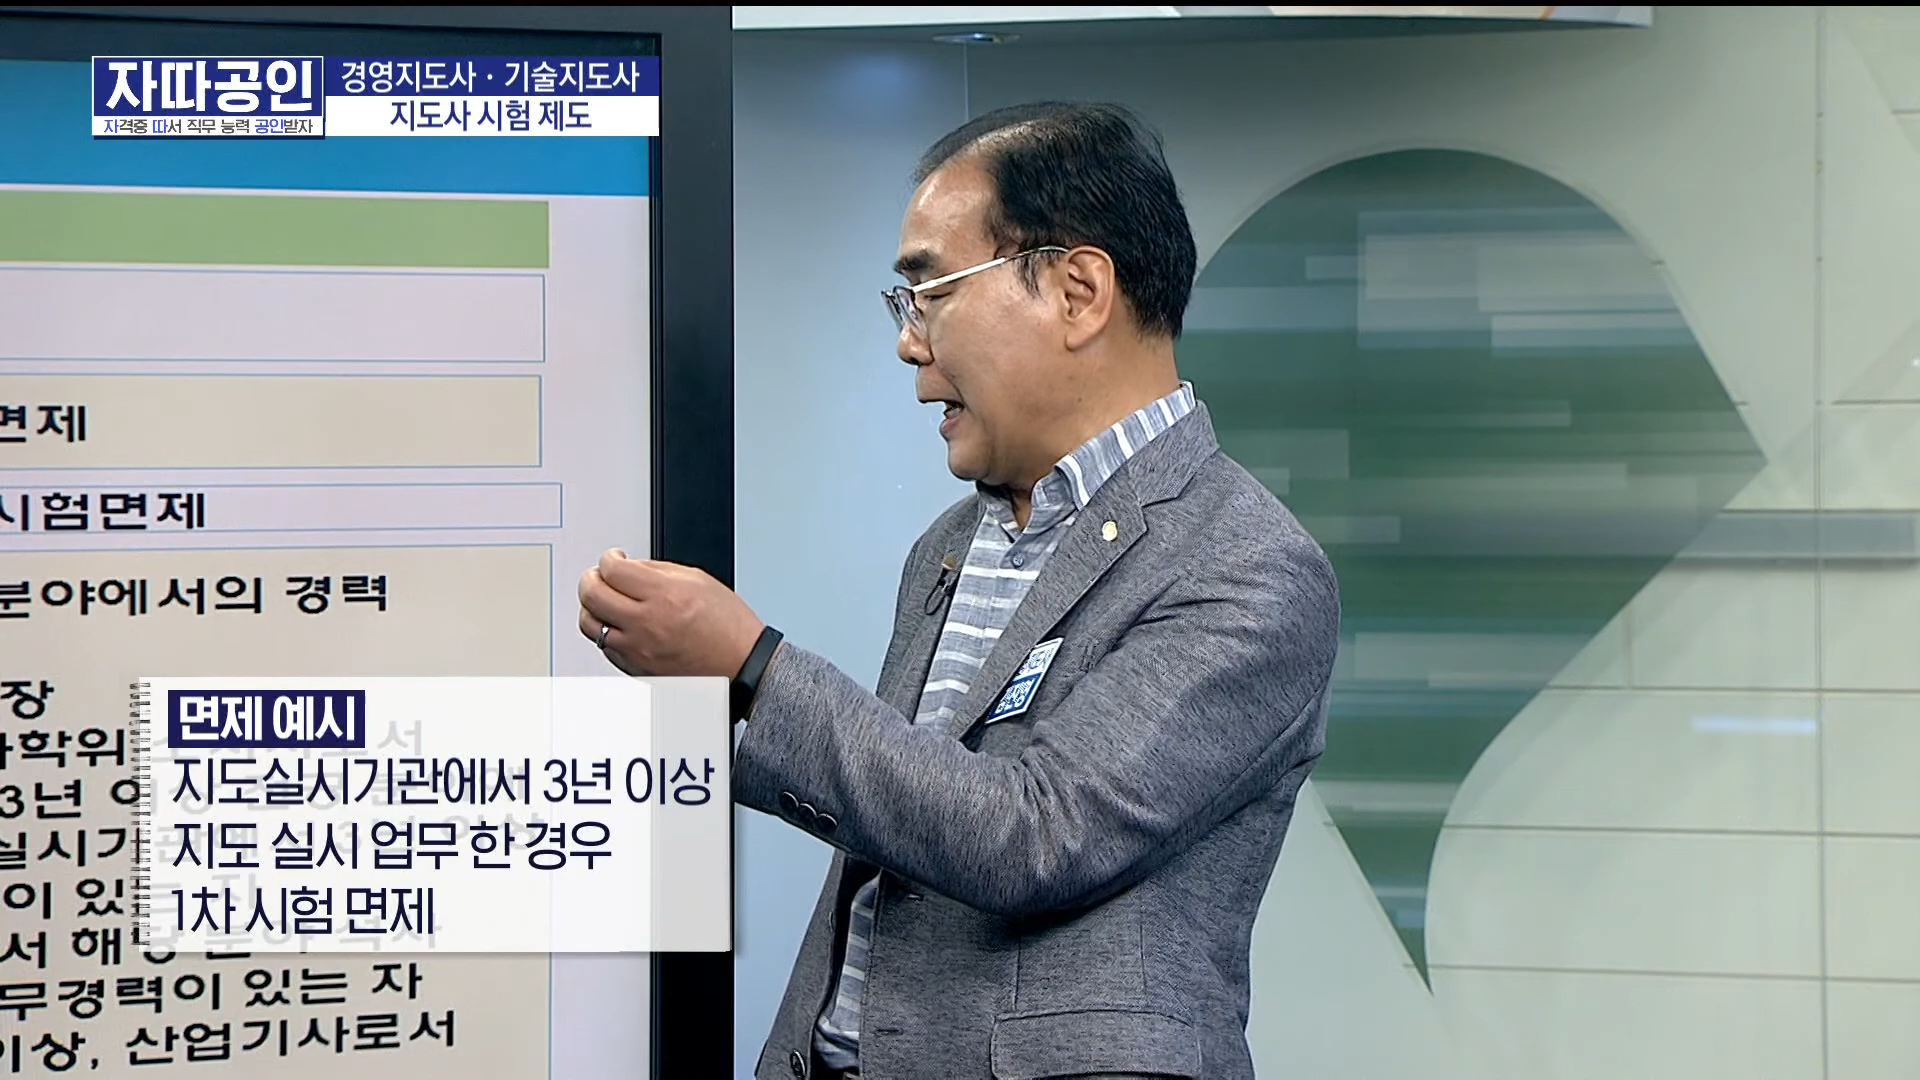 자따공인
자격증 따서 직무 능력 공인받자
경영지도사 · 기술지도사
지도사 시험 제도
면제
시험면제
분야에서의 경력
장
학위
3년
실시기
이 있
서 해
무경력이 있는 자
이상, 산업기사로서
면제 예시
지도실시기관에서 3년 이상
지도 실시 업무 한 경우
1차 시험 면제